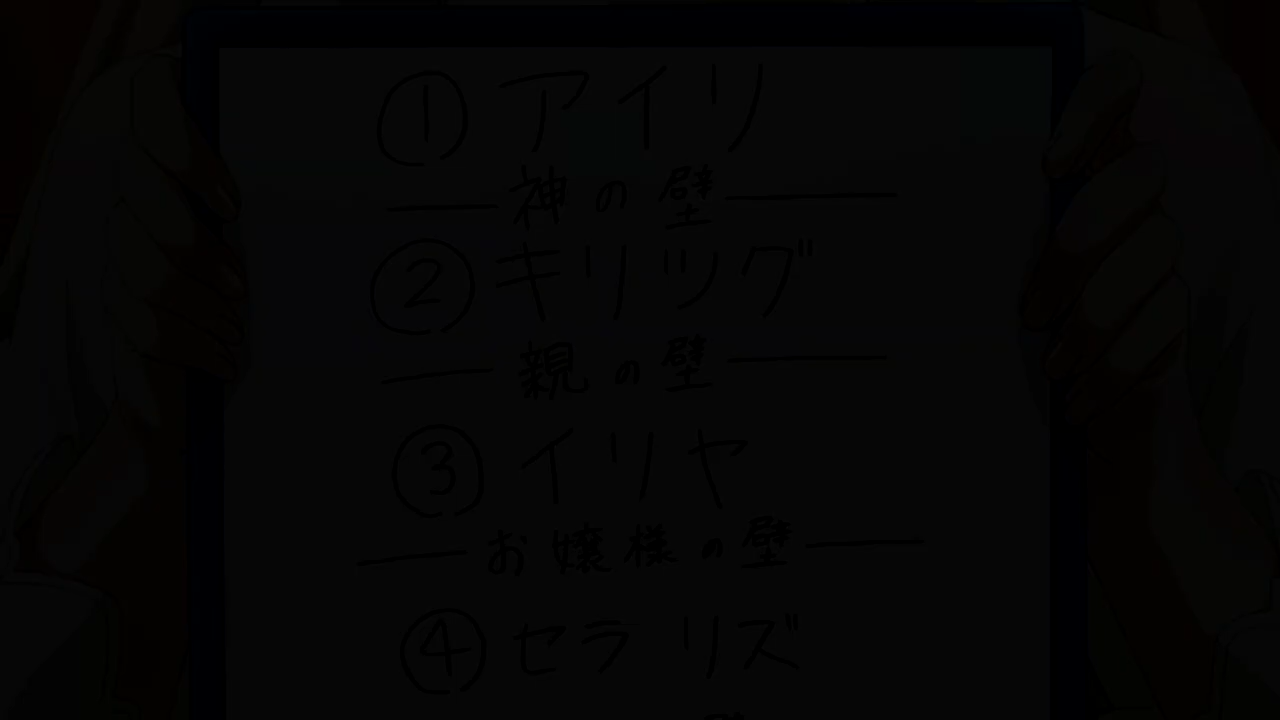 ① アイリ
神の壁
② キリツグ
親の壁
③ イリヤ
お嬢様の壁
④ セラ リズ